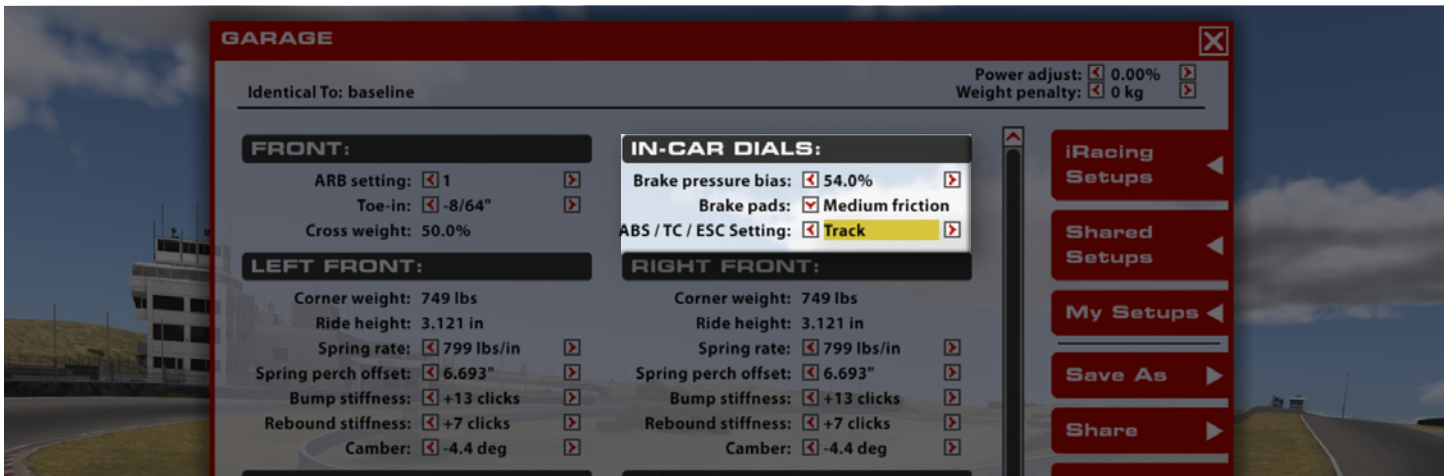 GARAGE
Identical To: baseline
Power adjust: 0.00%
Weight penalty: 0 kg
FRONT:
ARB setting: 1
Toe-in: -8/64"
Cross weight: 50.0%
IN-CAR DIALS:
Brake pressure bias: 54.0%
Brake pads: Medium friction
ABS / TC / ESC Setting: Track
LEFT FRONT:
Corner weight: 749 lbs
Ride height: 3.121 in
Spring rate: 799 lbs/in
Spring perch offset: 6.693"
Bump stiffness: +13 clicks
Rebound stiffness: +7 clicks
Camber: -4.4 deg
RIGHT FRONT:
Corner weight: 749 lbs
Ride height: 3.121 in
Spring rate: 799 lbs/in
Spring perch offset: 6.693"
Bump stiffness: +13 clicks
Rebound stiffness: +7 clicks
Camber: -4.4 deg
iRacing
Setups
Shared
Setups
My Setups
Save As
Share